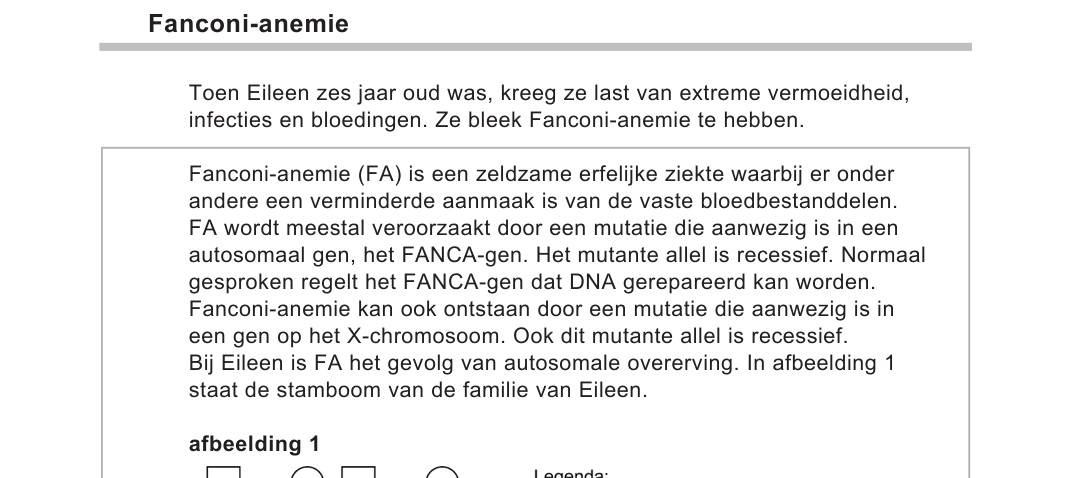 Fanconi-anemie
Toen Eileen zes jaar oud was, kreeg ze last van extreme vermoeidheid,
infecties en bloedingen. Ze bleek Fanconi-anemie te hebben.
Fanconi-anemie (FA) is een zeldzame erfelijke ziekte waarbij er onder
andere een verminderde aanmaak is van de vaste bloedbestanddelen.
FA wordt meestal veroorzaakt door een mutatie die aanwezig is in een
autosomaal gen, het FANCA-gen. Het mutante allel is recessief. Normaal
gesproken regelt het FANCA-gen dat DNA gerepareerd kan worden.
Fanconi-anemie kan ook ontstaan door een mutatie die aanwezig is in
een gen op het X-chromosoom. Ook dit mutante allel is recessief.
Bij Eileen is FA het gevolg van autosomale overerving. In afbeelding 1
staat de stamboom van de familie van Eileen.
afbeelding 1
Legenda: